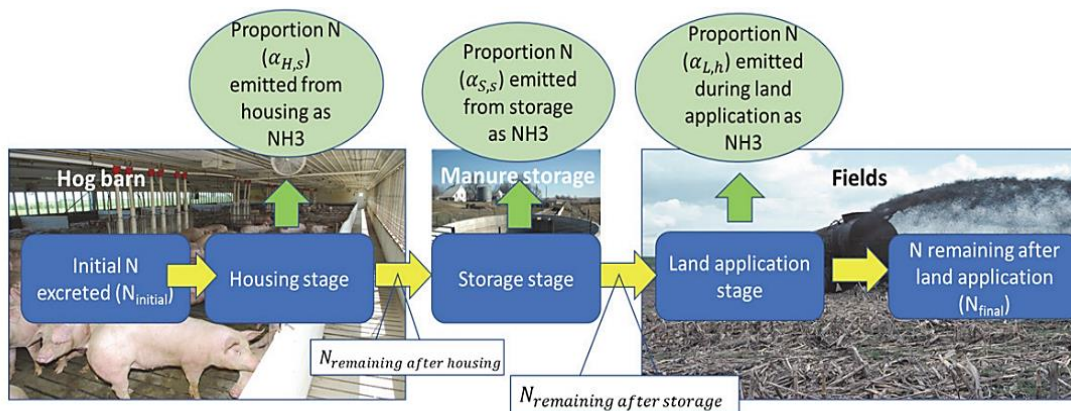 Proportion N
(α_{H,s})
emitted from
housing as
NH3
Proportion N
(α_{S,s}) emitted
from storage
as NH3
Proportion N
(α_{L,h}) emitted
during land
application as
NH3
Hog barn
Manure storage
Fields
Initial N
excreted (N_{initial})
Housing stage
Storage stage
Land application
stage
N remaining after
land application
(N_{final})
N_{remaining after housing}
N_{remaining after storage}